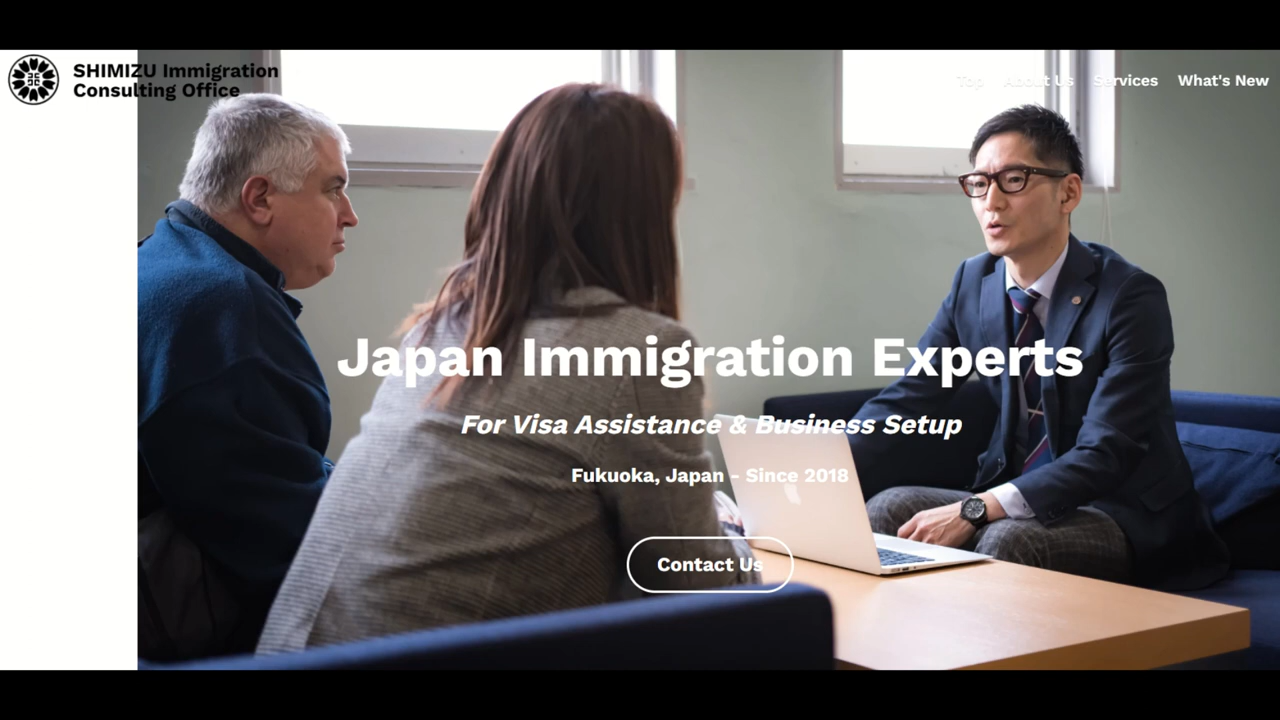 SHIMIZU Immigration
Consulting Office
Top About Us Services What's New
Japan Immigration Experts
For Visa Assistance & Business Setup
Fukuoka, Japan - Since 2018
Contact Us